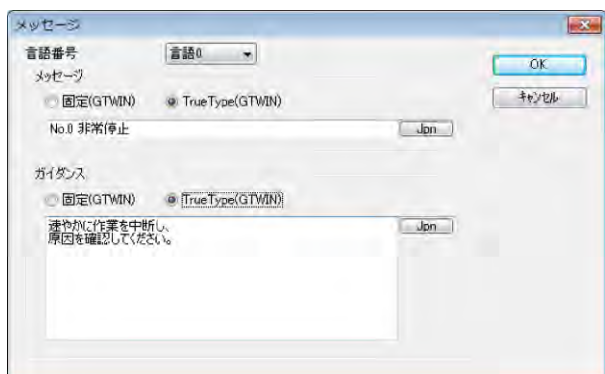 メッセージ
言語番号 言語0
OK
メッセージ
キャンセル
固定(GTWIN) TrueType(GTWIN)
No.0 非常停止 Jpn
ガイダンス
固定(GTWIN) TrueType(GTWIN)
速やかに作業を中断し、 Jpn
原因を確認してください。